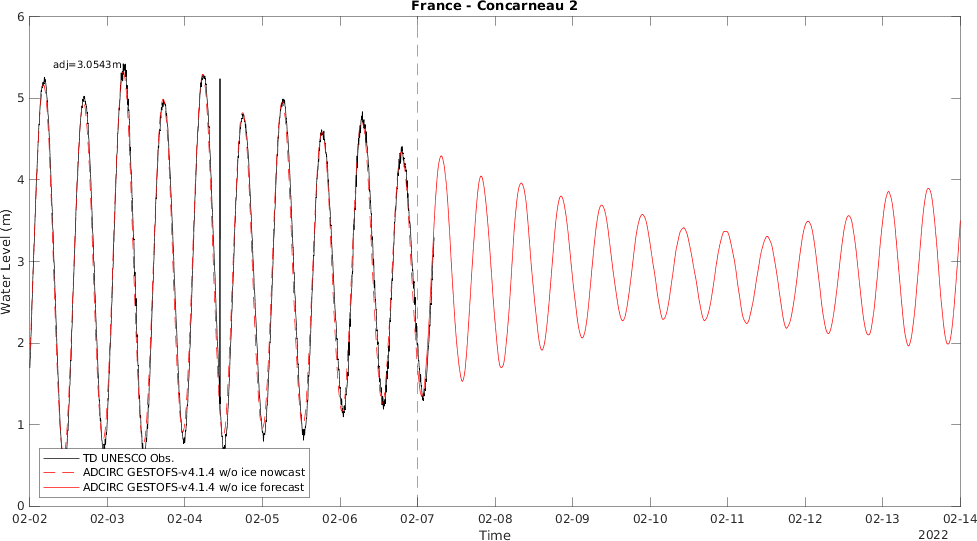 France - Concarneau 2
6
adj=3.0543m
5
4
3
2
1
0
Water Level (m)
TD UNESCO Obs.
ADCIRC GESTOFS-v4.1.4 w/o ice nowcast
ADCIRC GESTOFS-v4.1.4 w/o ice forecast
02-02 02-03 02-04 02-05 02-06 02-07 02-08 02-09 02-10 02-11 02-12 02-13 02-14
Time
2022